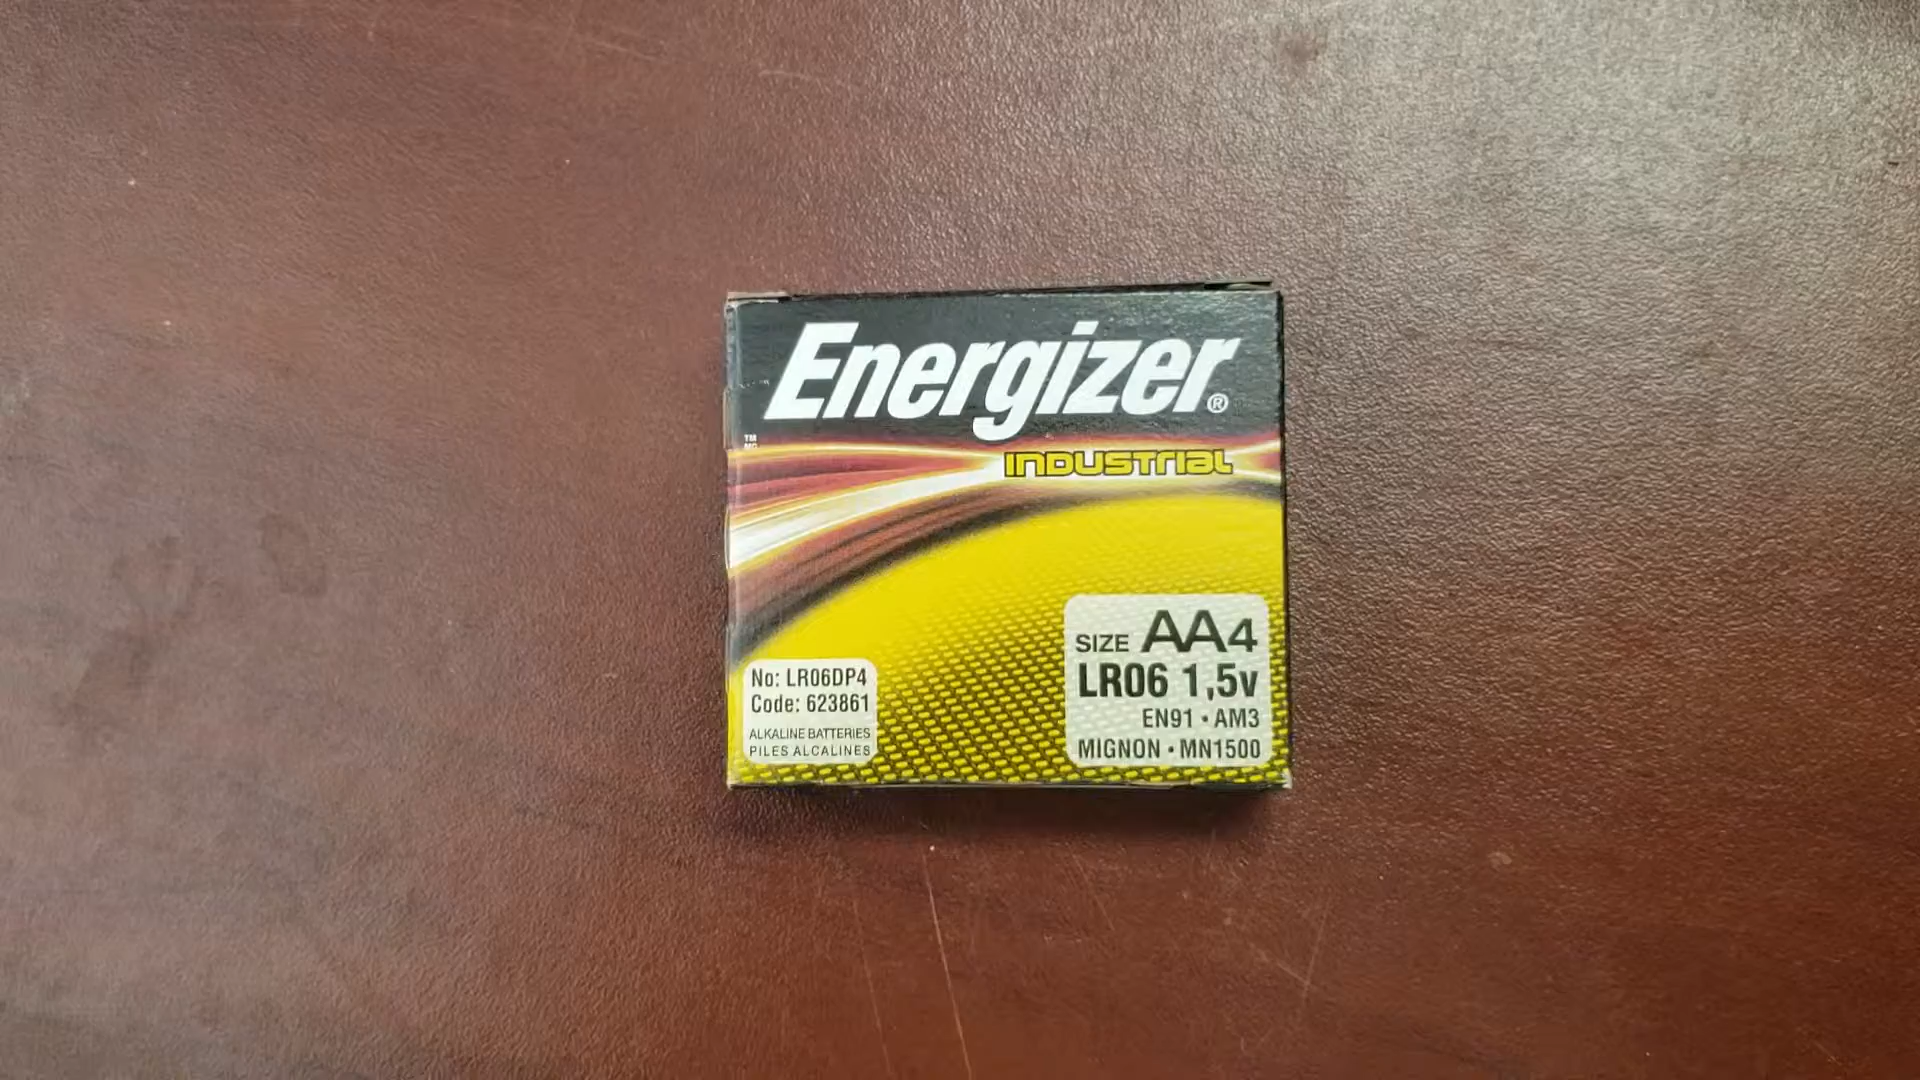 Energizer®
TM
INDUSTRIAL
SIZE AA4
LR06 1,5v
EN91 • AM3
MIGNON • MN1500
No: LR06DP4
Code: 623861
ALKALINE BATTERIES
PILES ALCALINES